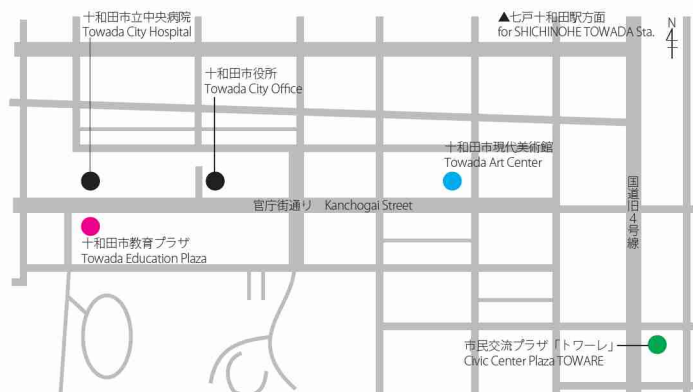 十和田市立中央病院
Towada City Hospital
▲七戸十和田駅方面
for SHICHINOHE TOWADA Sta.
N
4
十和田市役所
Towada City Office
十和田市現代美術館
Towada Art Center
官庁街通り Kanchogai Street
国道旧4号線
十和田市教育プラザ
Towada Education Plaza
市民交流プラザ「トワーレ」
Civic Center Plaza TOWARE